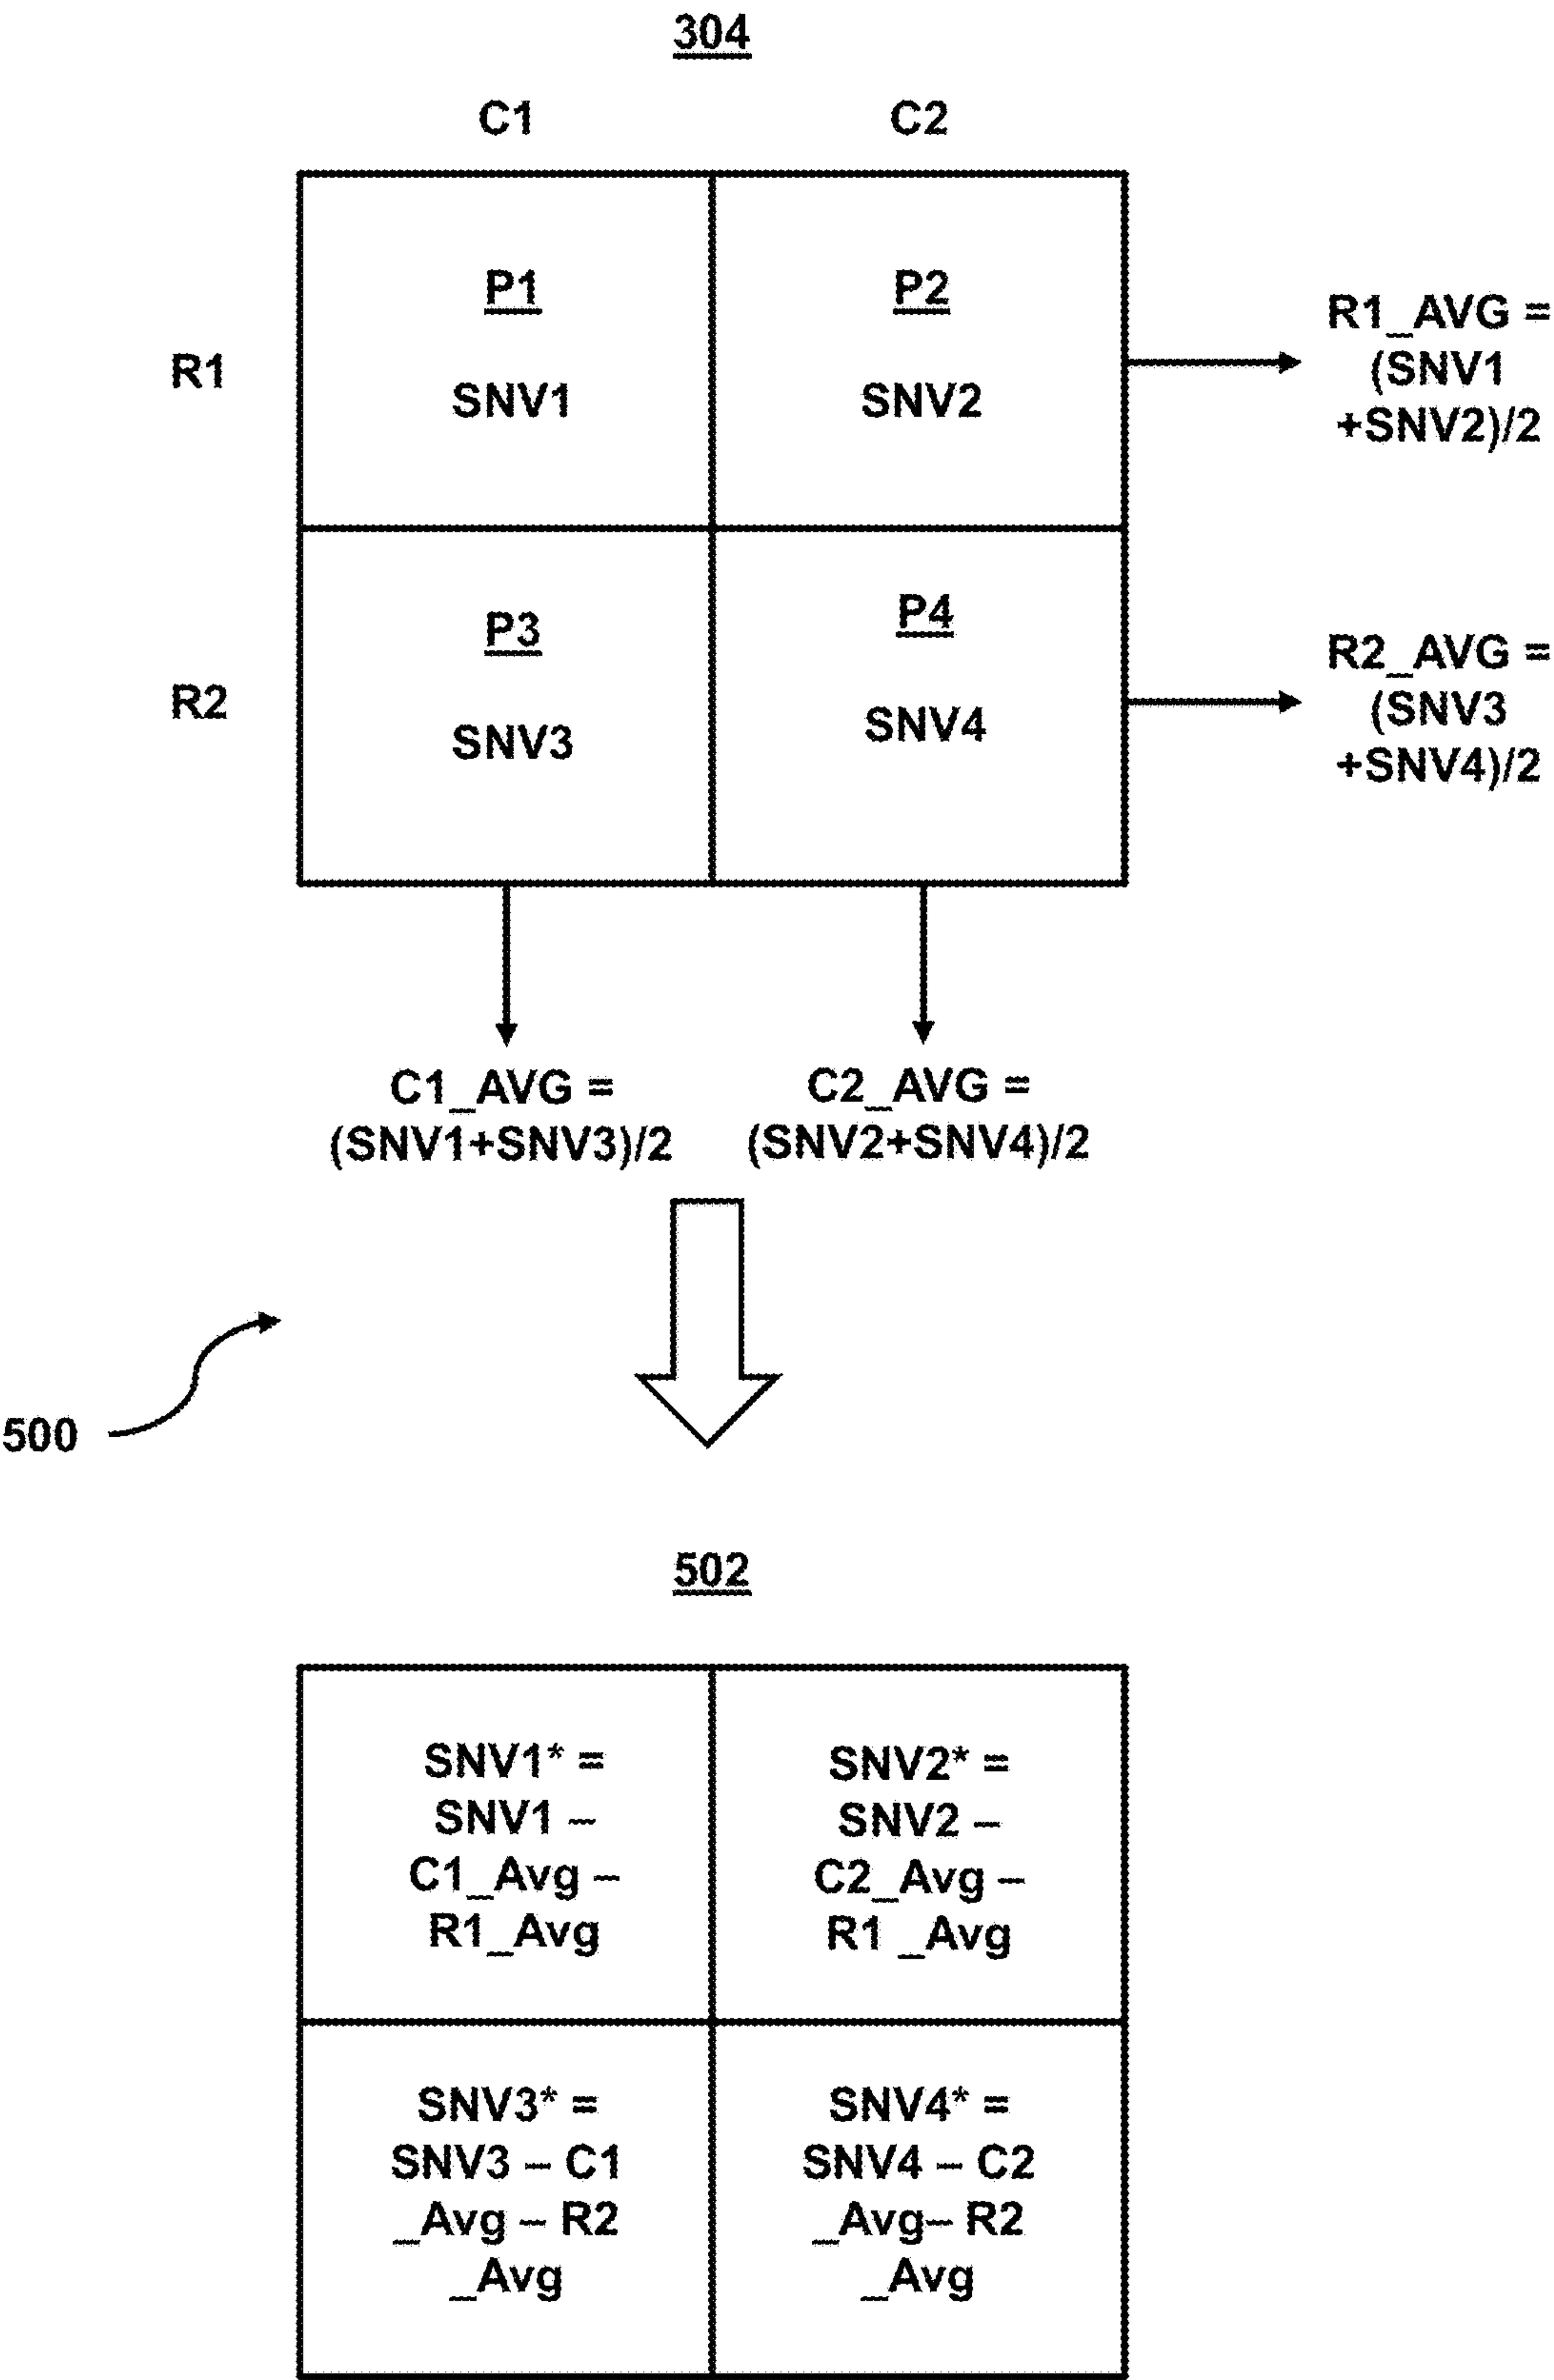 304
C1 C2
P1 P2
R1_AVG =
R1
(SNV1
SNV1 SNV2
+SNV2)/2
P3 P4
R2_AVG =
R2
(SNV3
SNV3 SNV4
+SNV4)/2
C1_AVG =
(SNV1+SNV3)/2
C2_AVG =
(SNV2+SNV4)/2
500
502
SNV1* =
SNV1 –
C1_Avg –
R1_Avg
SNV2* =
SNV2 –
C2_Avg –
R1 _Avg
SNV3* =
SNV3 – C1
_Avg – R2
_Avg
SNV4* =
SNV4 – C2
_Avg– R2
_Avg